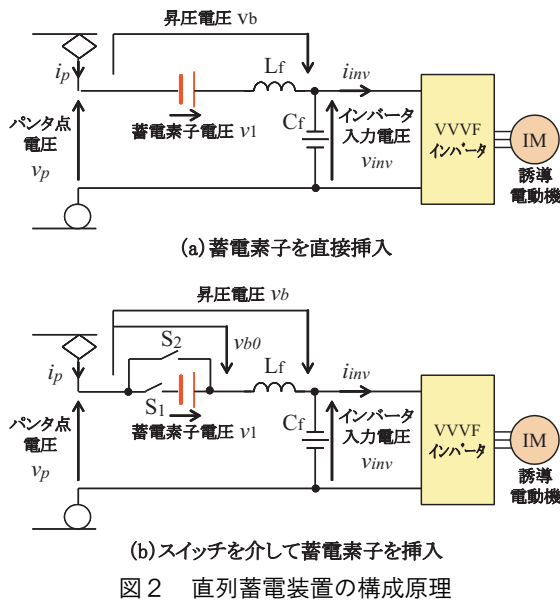 昇圧電圧 vb
ip
Lf
iinv
蓄電素子電圧 v1
パンタ点
電圧
vp
Cf
インバータ
入力電圧
vinv
VVVF
インバータ
IM
誘導
電動機
(a)蓄電素子を直接挿入
昇圧電圧 vb
S2
vb0
ip
Lf
iinv
S1
蓄電素子電圧 v1
パンタ点
電圧
vp
Cf
インバータ
入力電圧
vinv
VVVF
インバータ
IM
誘導
電動機
(b)スイッチを介して蓄電素子を挿入
図2 直列蓄電装置の構成原理